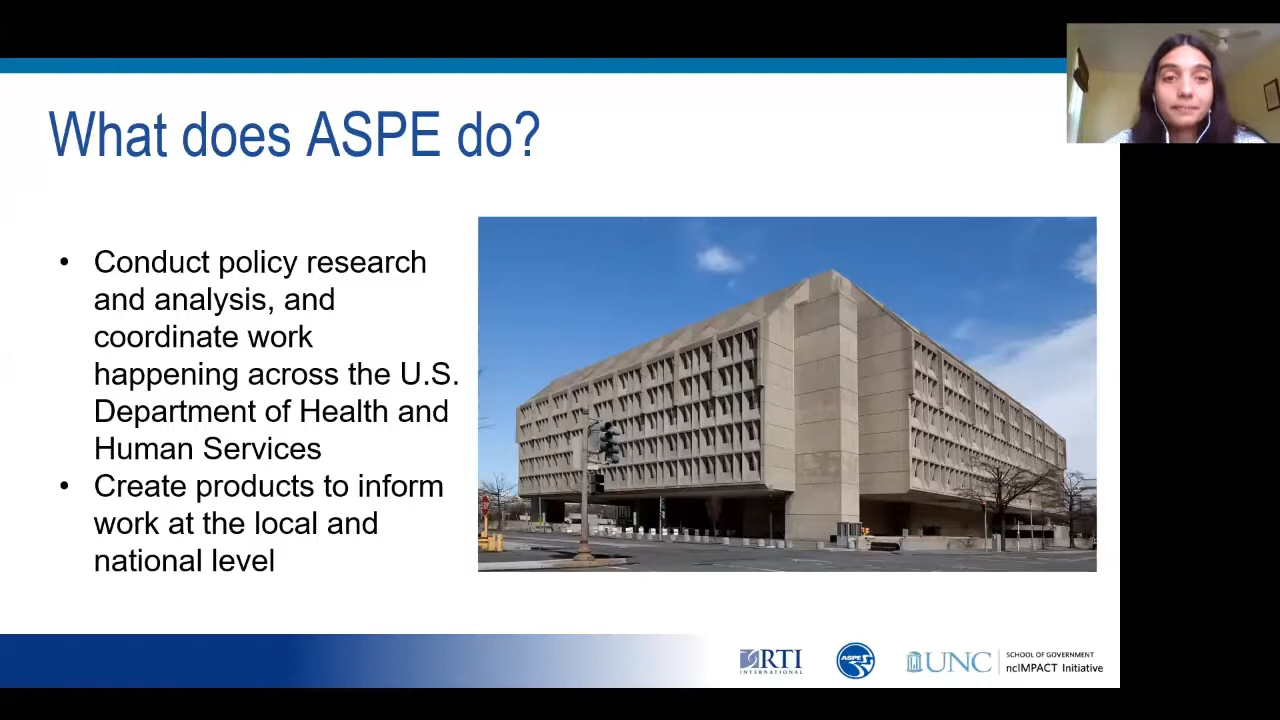 What does ASPE do?
• Conduct policy research
and analysis, and
coordinate work
happening across the U.S.
Department of Health and
Human Services
• Create products to inform
work at the local and
national level
RTI
INTERNATIONAL
ASPE
UNC
SCHOOL OF GOVERNMENT
ncIMPACT Initiative